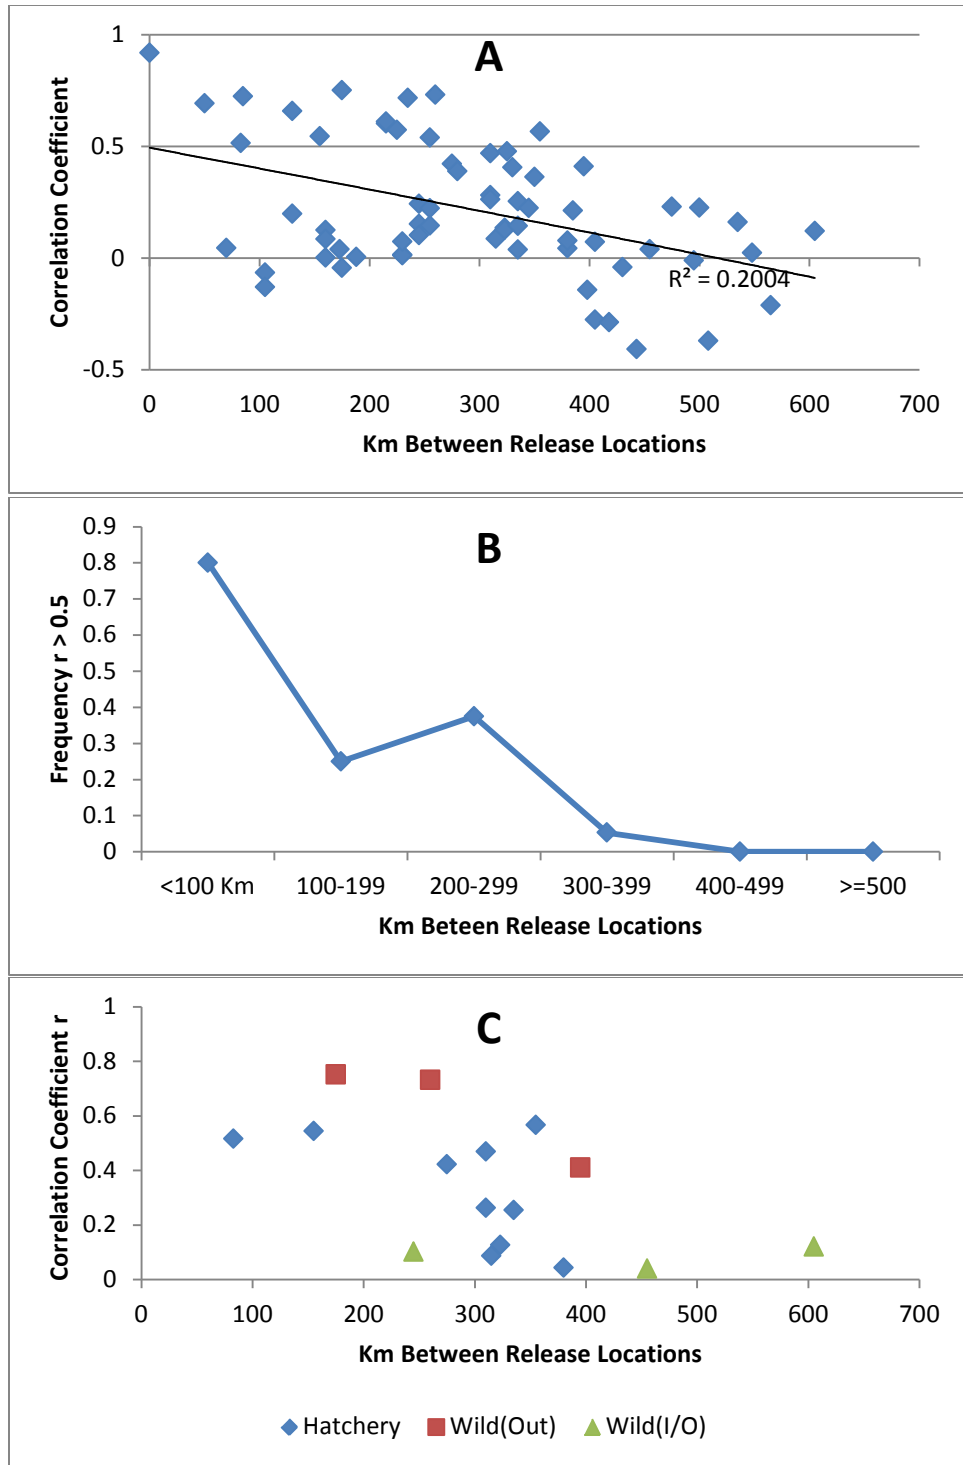 A
Correlation Coefficient
1
0.5
0
-0.5
R² = 0.2004
0 100 200 300 400 500 600 700
Km Between Release Locations
B
Frequency r > 0.5
0.9
0.8
0.7
0.6
0.5
0.4
0.3
0.2
0.1
0
<100 Km 100-199 200-299 300-399 400-499 >=500
Km Beteen Release Locations
C
Correlation Coefficient r
1
0.8
0.6
0.4
0.2
0
0 100 200 300 400 500 600 700
Km Between Release Locations
Hatchery Wild(Out) Wild(I/O)